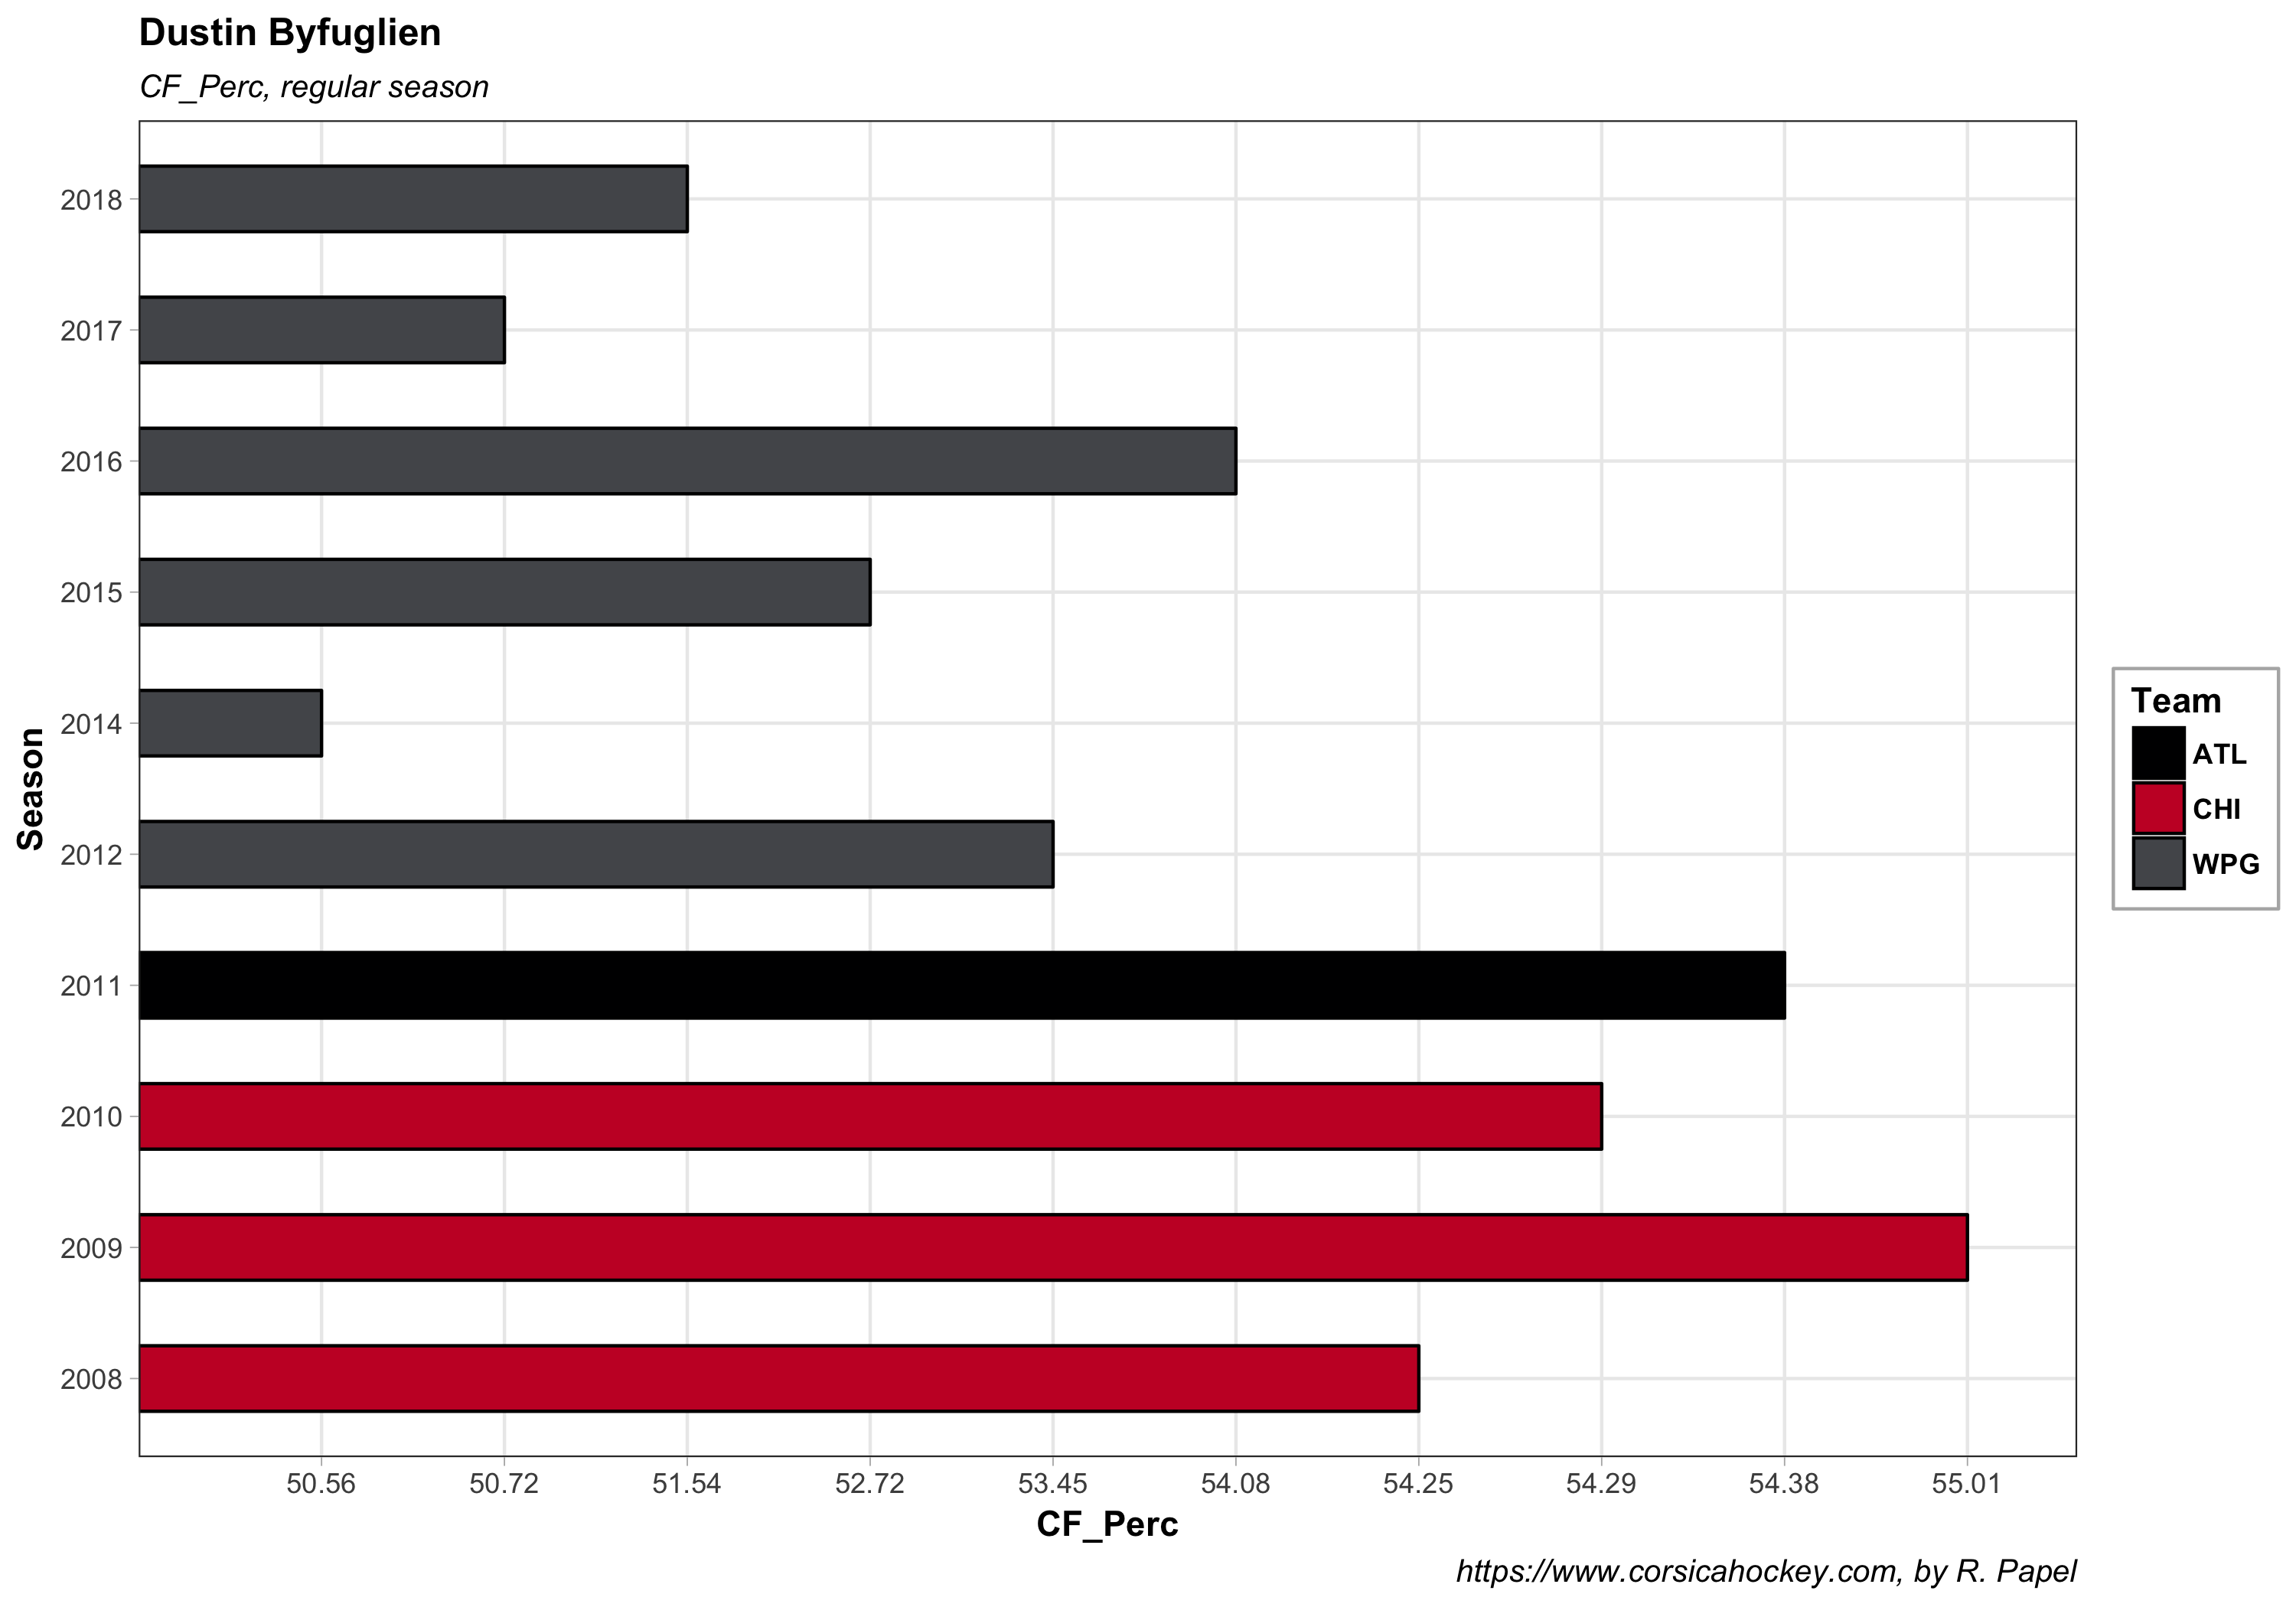 Dustin Byfuglien
CF_Perc, regular season
2018
2017
2016
2015
2014
2012
2011
2010
2009
2008
Season
50.56 50.72 51.54 52.72 53.45 54.08 54.25 54.29 54.38 55.01
CF_Perc
Team
ATL
CHI
WPG
https://www.corsicahockey.com, by R. Papel